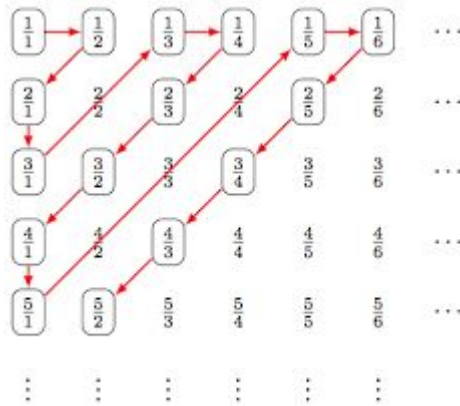 1/1 1/2 1/3 1/4 1/5 1/6 ⋯
2/1 2/2 2/3 2/4 2/5 2/6 ⋯
3/1 3/2 3/3 3/4 3/5 3/6 ⋯
4/1 4/2 4/3 4/4 4/5 4/6 ⋯
5/1 5/2 5/3 5/4 5/5 5/6 ⋯
⋮ ⋮ ⋮ ⋮ ⋮ ⋮